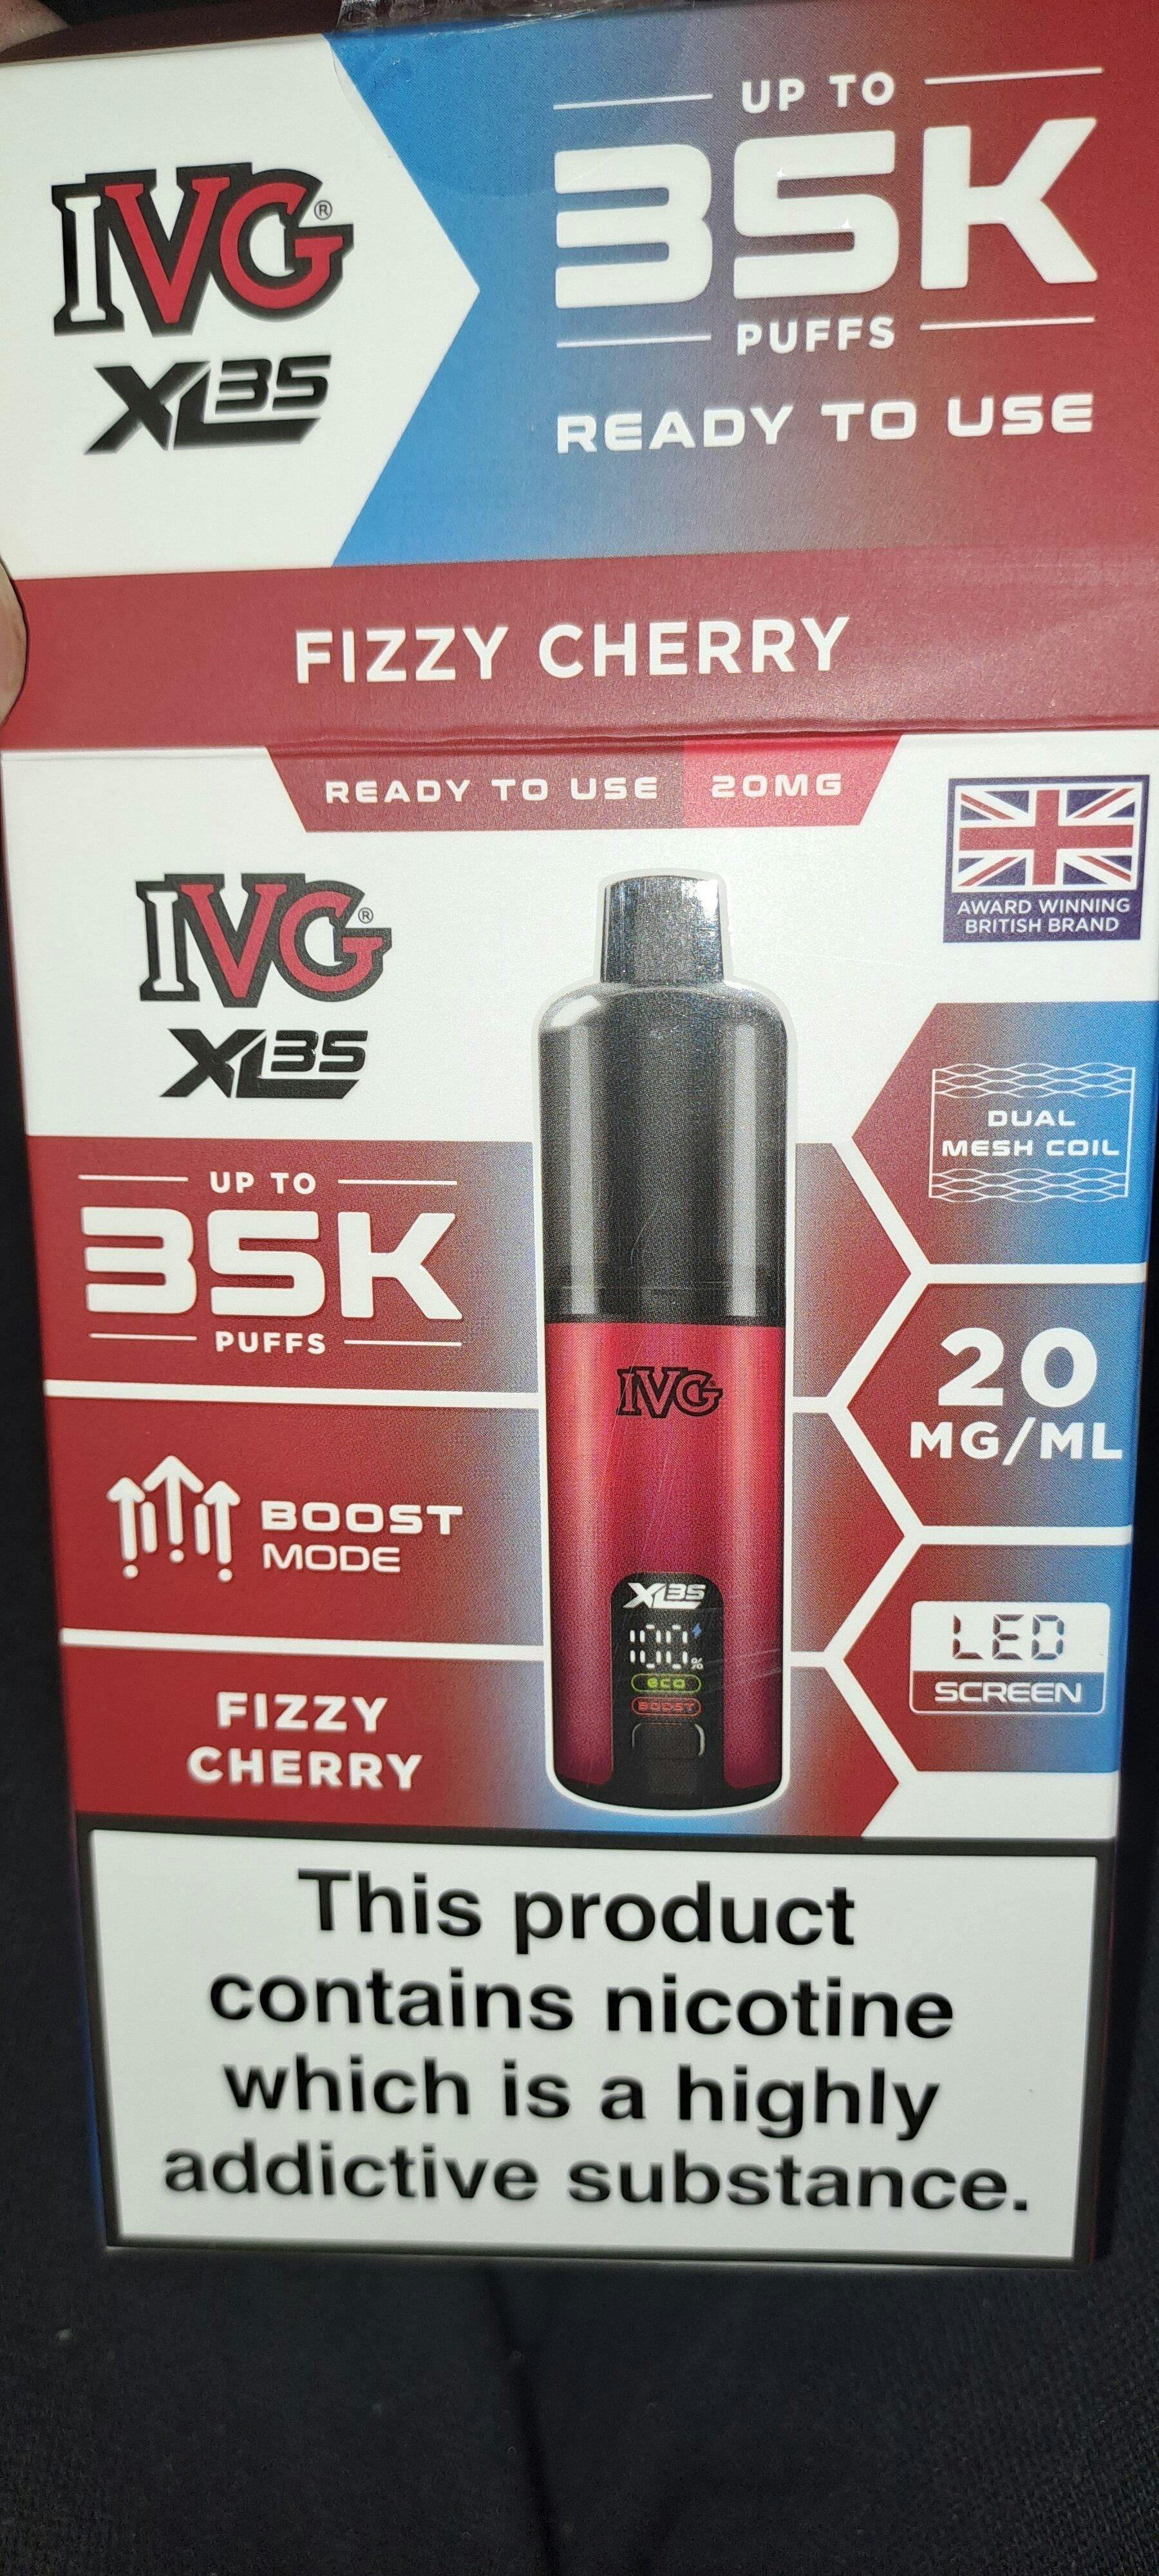 IVG®
XL35
UP TO
35K
PUFFS
READY TO USE
FIZZY CHERRY
READY TO USE 20MG
AWARD WINNING
BRITISH BRAND
IVG®
XL35
UP TO
35K
PUFFS
BOOST
MODE
FIZZY
CHERRY
IVG
XL35
100%
eco
BOOST
DUAL
MESH COIL
20
MG/ML
LED
SCREEN
This product
contains nicotine
which is a highly
addictive substance.